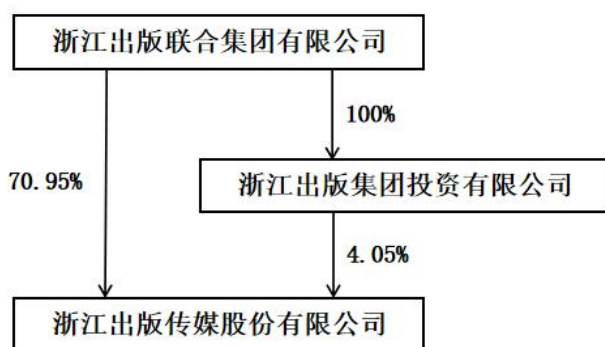 浙江出版联合集团有限公司
100%
70.95%
浙江出版集团投资有限公司
4.05%
浙江出版传媒股份有限公司